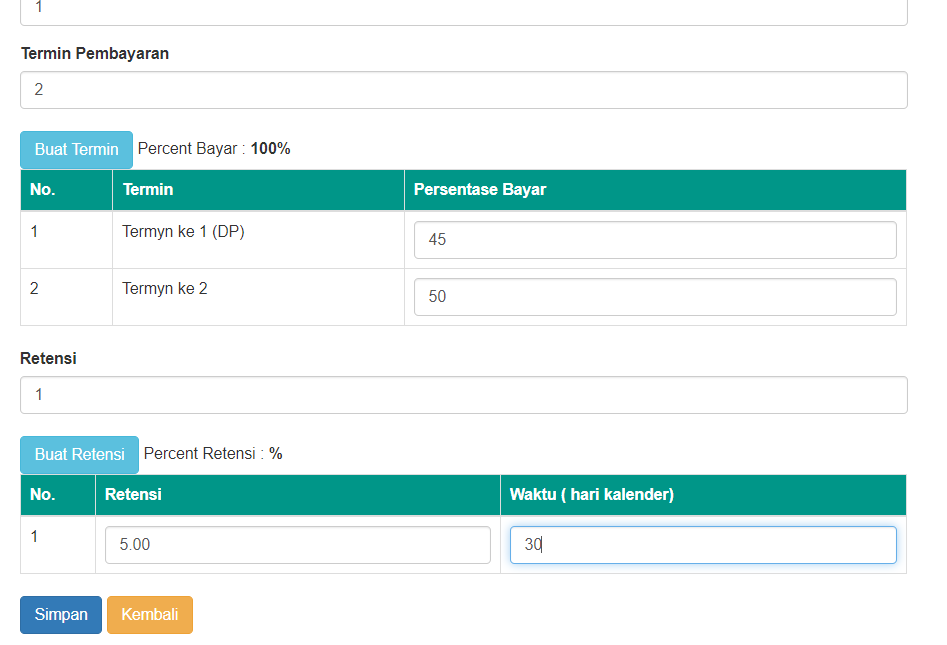 1
Termin Pembayaran
2
Buat Termin Percent Bayar : 100%
No. Termin Persentase Bayar
1 Termyn ke 1 (DP) 45
2 Termyn ke 2 50
Retensi
1
Buat Retensi Percent Retensi : %
No. Retensi Waktu ( hari kalender)
1 5.00 30
Simpan Kembali